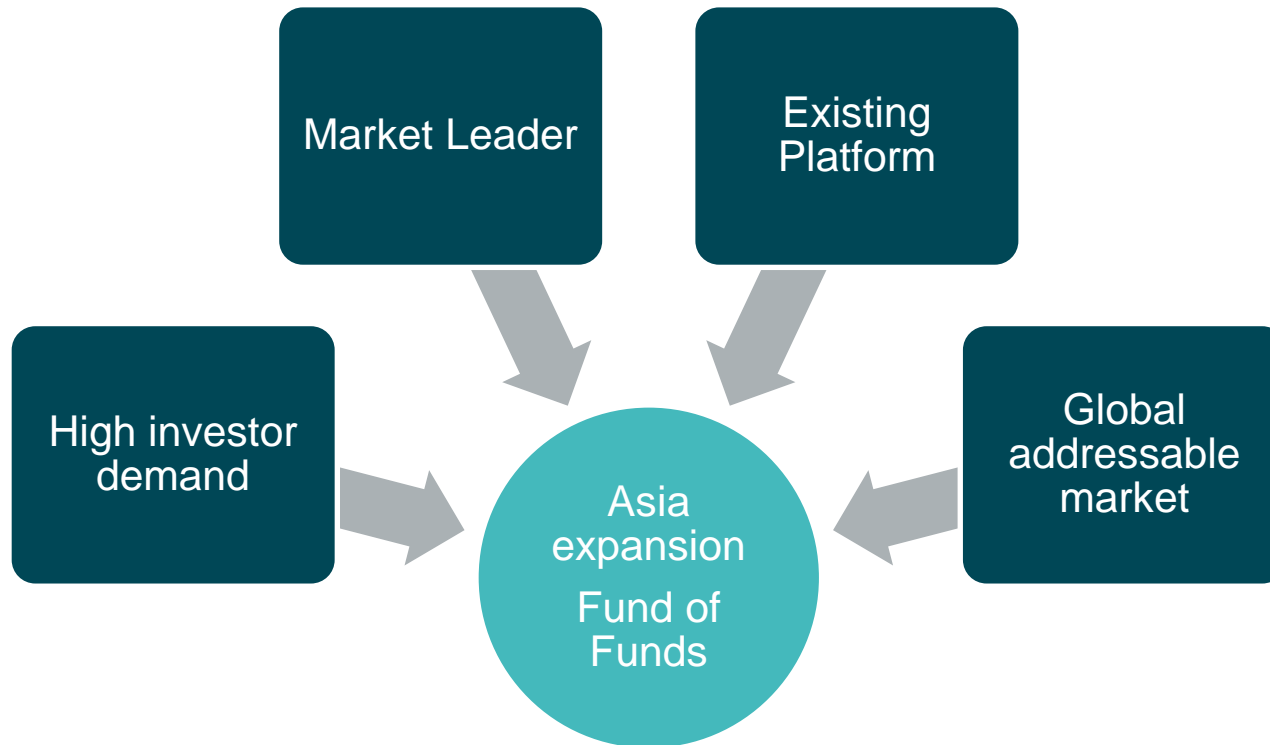 Market Leader
Existing
Platform
High investor
demand
Global
addressable
market
Asia
expansion
Fund of
Funds